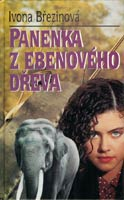 Ivona Březinová
PANENKA
Z EBENOVÉHO
DŘEVA